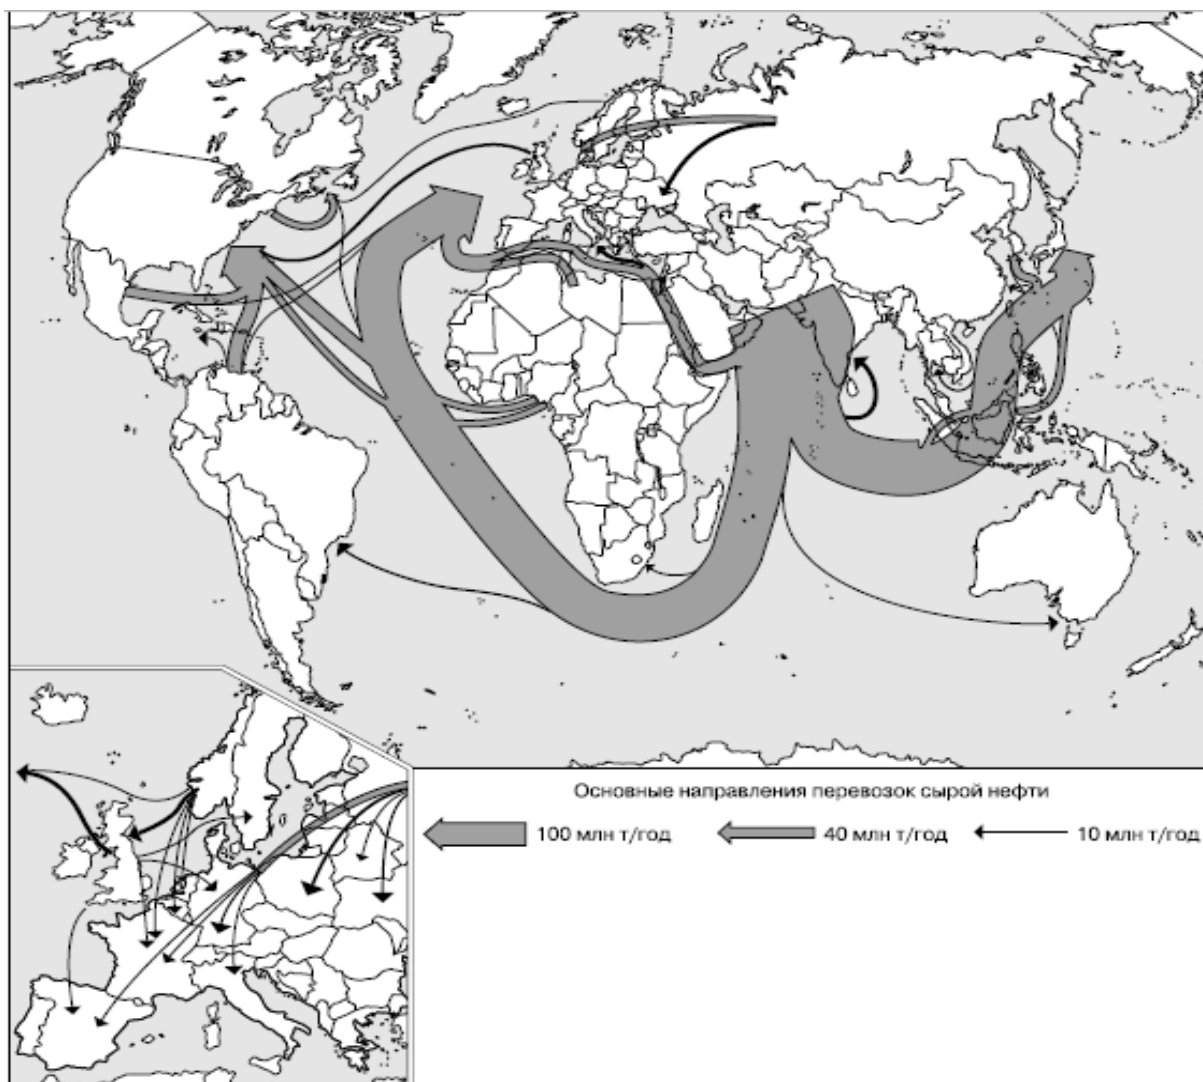 Основные направления перевозок сырой нефти
100 млн т/год 40 млн т/год 10 млн т/год